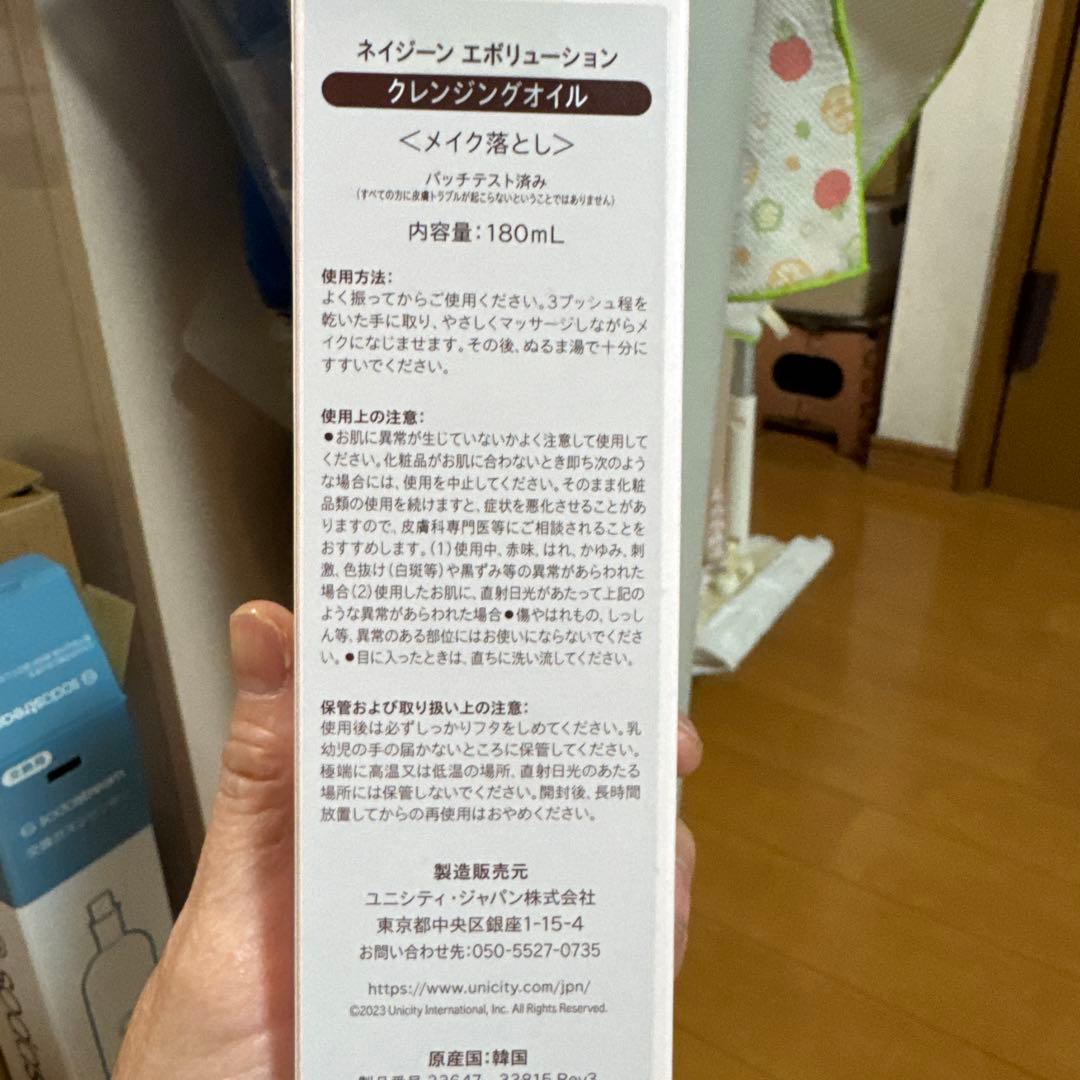 ネイジーン エボリューション
クレンジングオイル
＜メイク落とし＞
パッチテスト済み
（すべての方に皮膚トラブルが起こらないということではありません）
内容量：180mL
使用方法：
よく振ってからご使用ください。3プッシュ程を
乾いた手に取り、やさしくマッサージしながらメ
イクになじませます。その後、ぬるま湯で十分に
すすいでください。
使用上の注意：
●お肌に異常が生じていないかよく注意して使用して
ください。化粧品がお肌に合わないとき即ち次のよう
な場合には、使用を中止してください。そのまま化粧
品類の使用を続けますと、症状を悪化させることがあ
りますので、皮膚科専門医等にご相談されることを
おすすめします。（1）使用中、赤味、はれ、かゆみ、刺
激、色抜け（白斑等）や黒ずみ等の異常があらわれた
場合（2）使用したお肌に、直射日光があたって上記の
ような異常があらわれた場合●傷やはれもの、しっし
ん等、異常のある部位にはお使いにならないでくださ
い。●目に入ったときは、直ちに洗い流してください。
保管および取り扱い上の注意：
使用後は必ずしっかりフタをしめてください。乳
幼児の手の届かないところに保管してください。
極端に高温又は低温の場所、直射日光のあたる
場所には保管しないでください。開封後、長時間
放置してからの再使用はおやめください。
製造販売元
ユニシティ・ジャパン株式会社
東京都中央区銀座1-15-4
お問い合わせ先：050-5527-0735
https://www.unicity.com/jpn/
©2023 Unicity International, Inc. All Rights Reserved.
原産国：韓国
sodastream
sodastream